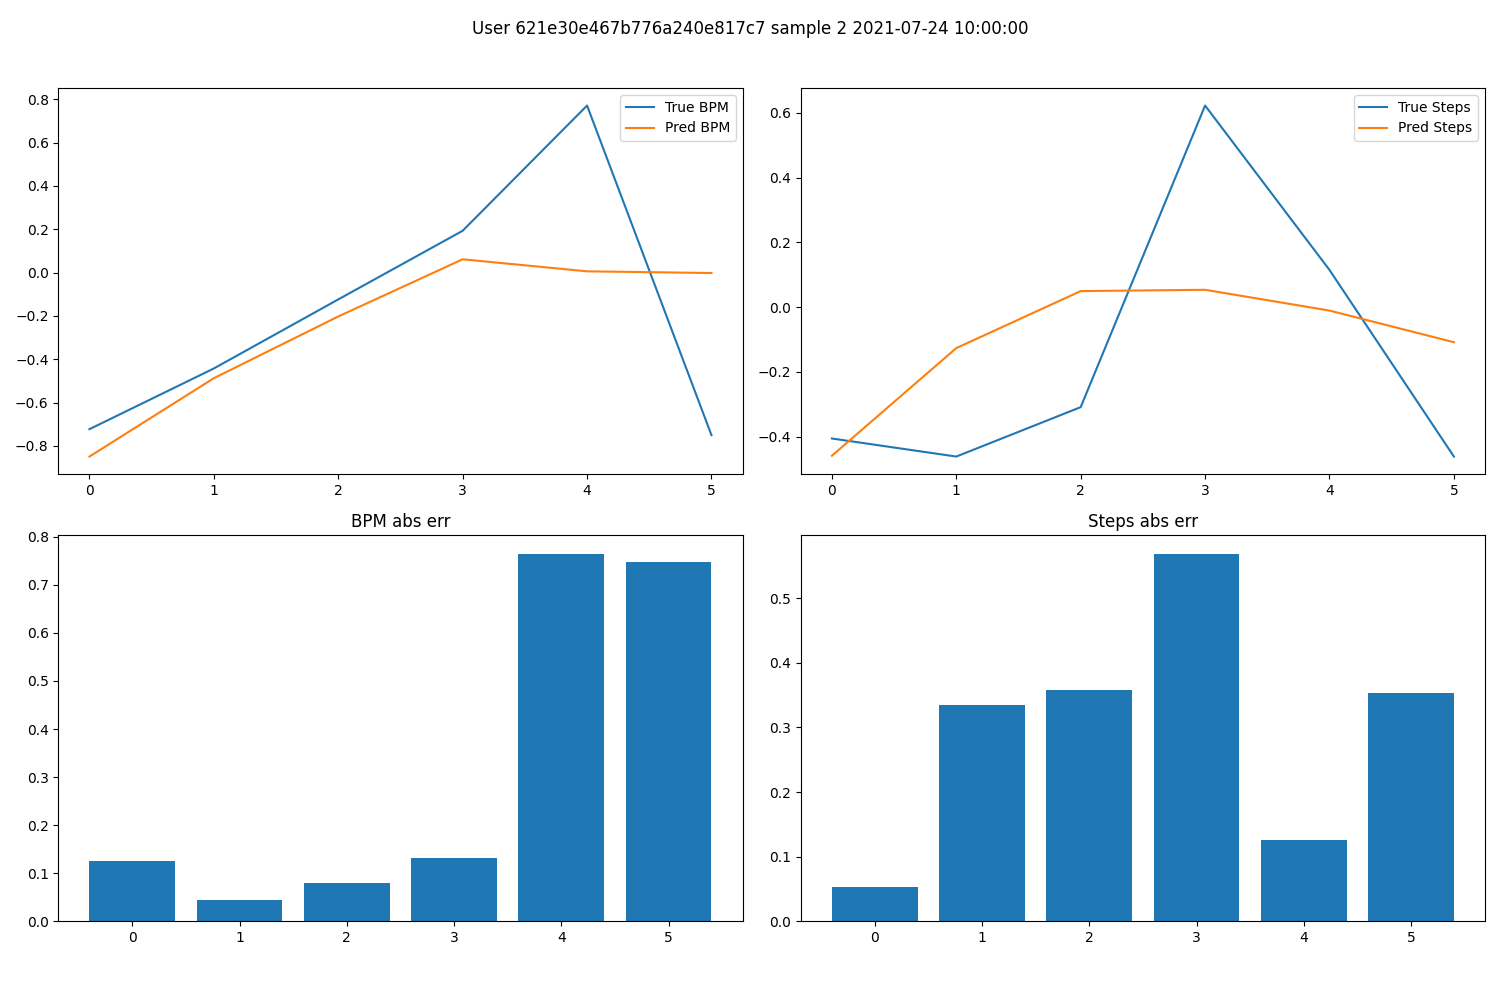 User 621e30e467b776a240e817c7 sample 2 2021-07-24 10:00:00
0.8
0.6
0.4
0.2
0.0
−0.2
−0.4
−0.6
−0.8
0 1 2 3 4 5
True BPM
Pred BPM
0.6
0.4
0.2
0.0
−0.2
−0.4
0 1 2 3 4 5
True Steps
Pred Steps
BPM abs err
0.8
0.7
0.6
0.5
0.4
0.3
0.2
0.1
0.0
0 1 2 3 4 5
Steps abs err
0.5
0.4
0.3
0.2
0.1
0.0
0 1 2 3 4 5